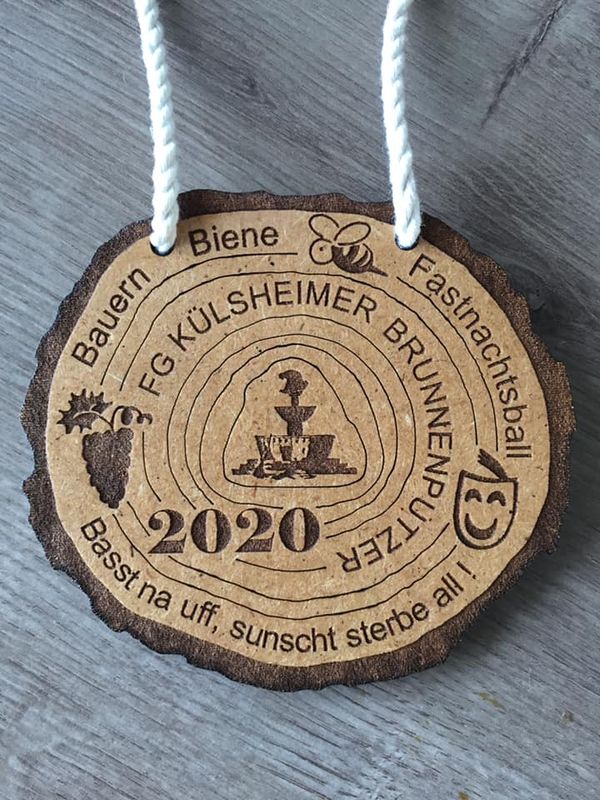 Bauern Biene Fastnachtsball
FG KÜLSHEIMER BRUNNENPUTZER
2020
Basst na uff, sunscht sterbe all !